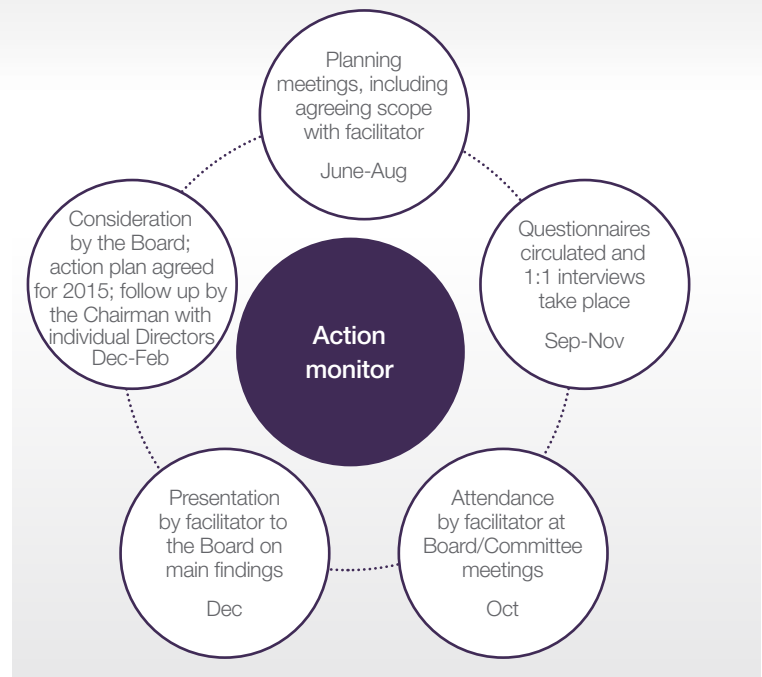 Planning
meetings, including
agreeing scope
with facilitator
June-Aug
Questionnaires
circulated and
1:1 interviews
take place
Sep-Nov
Attendance
by facilitator at
Board/Committee
meetings
Oct
Presentation
by facilitator to
the Board on
main findings
Dec
Consideration
by the Board;
action plan agreed
for 2015; follow up by
the Chairman with
individual Directors
Dec-Feb
Action
monitor